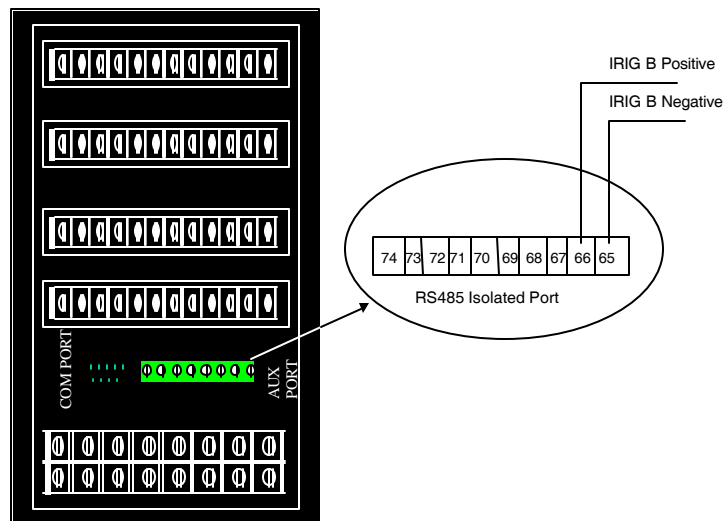 IRIG B Positive
IRIG B Negative
74 73 72 71 70 69 68 67 66 65
RS485 Isolated Port
COM PORT
AUX
PORT